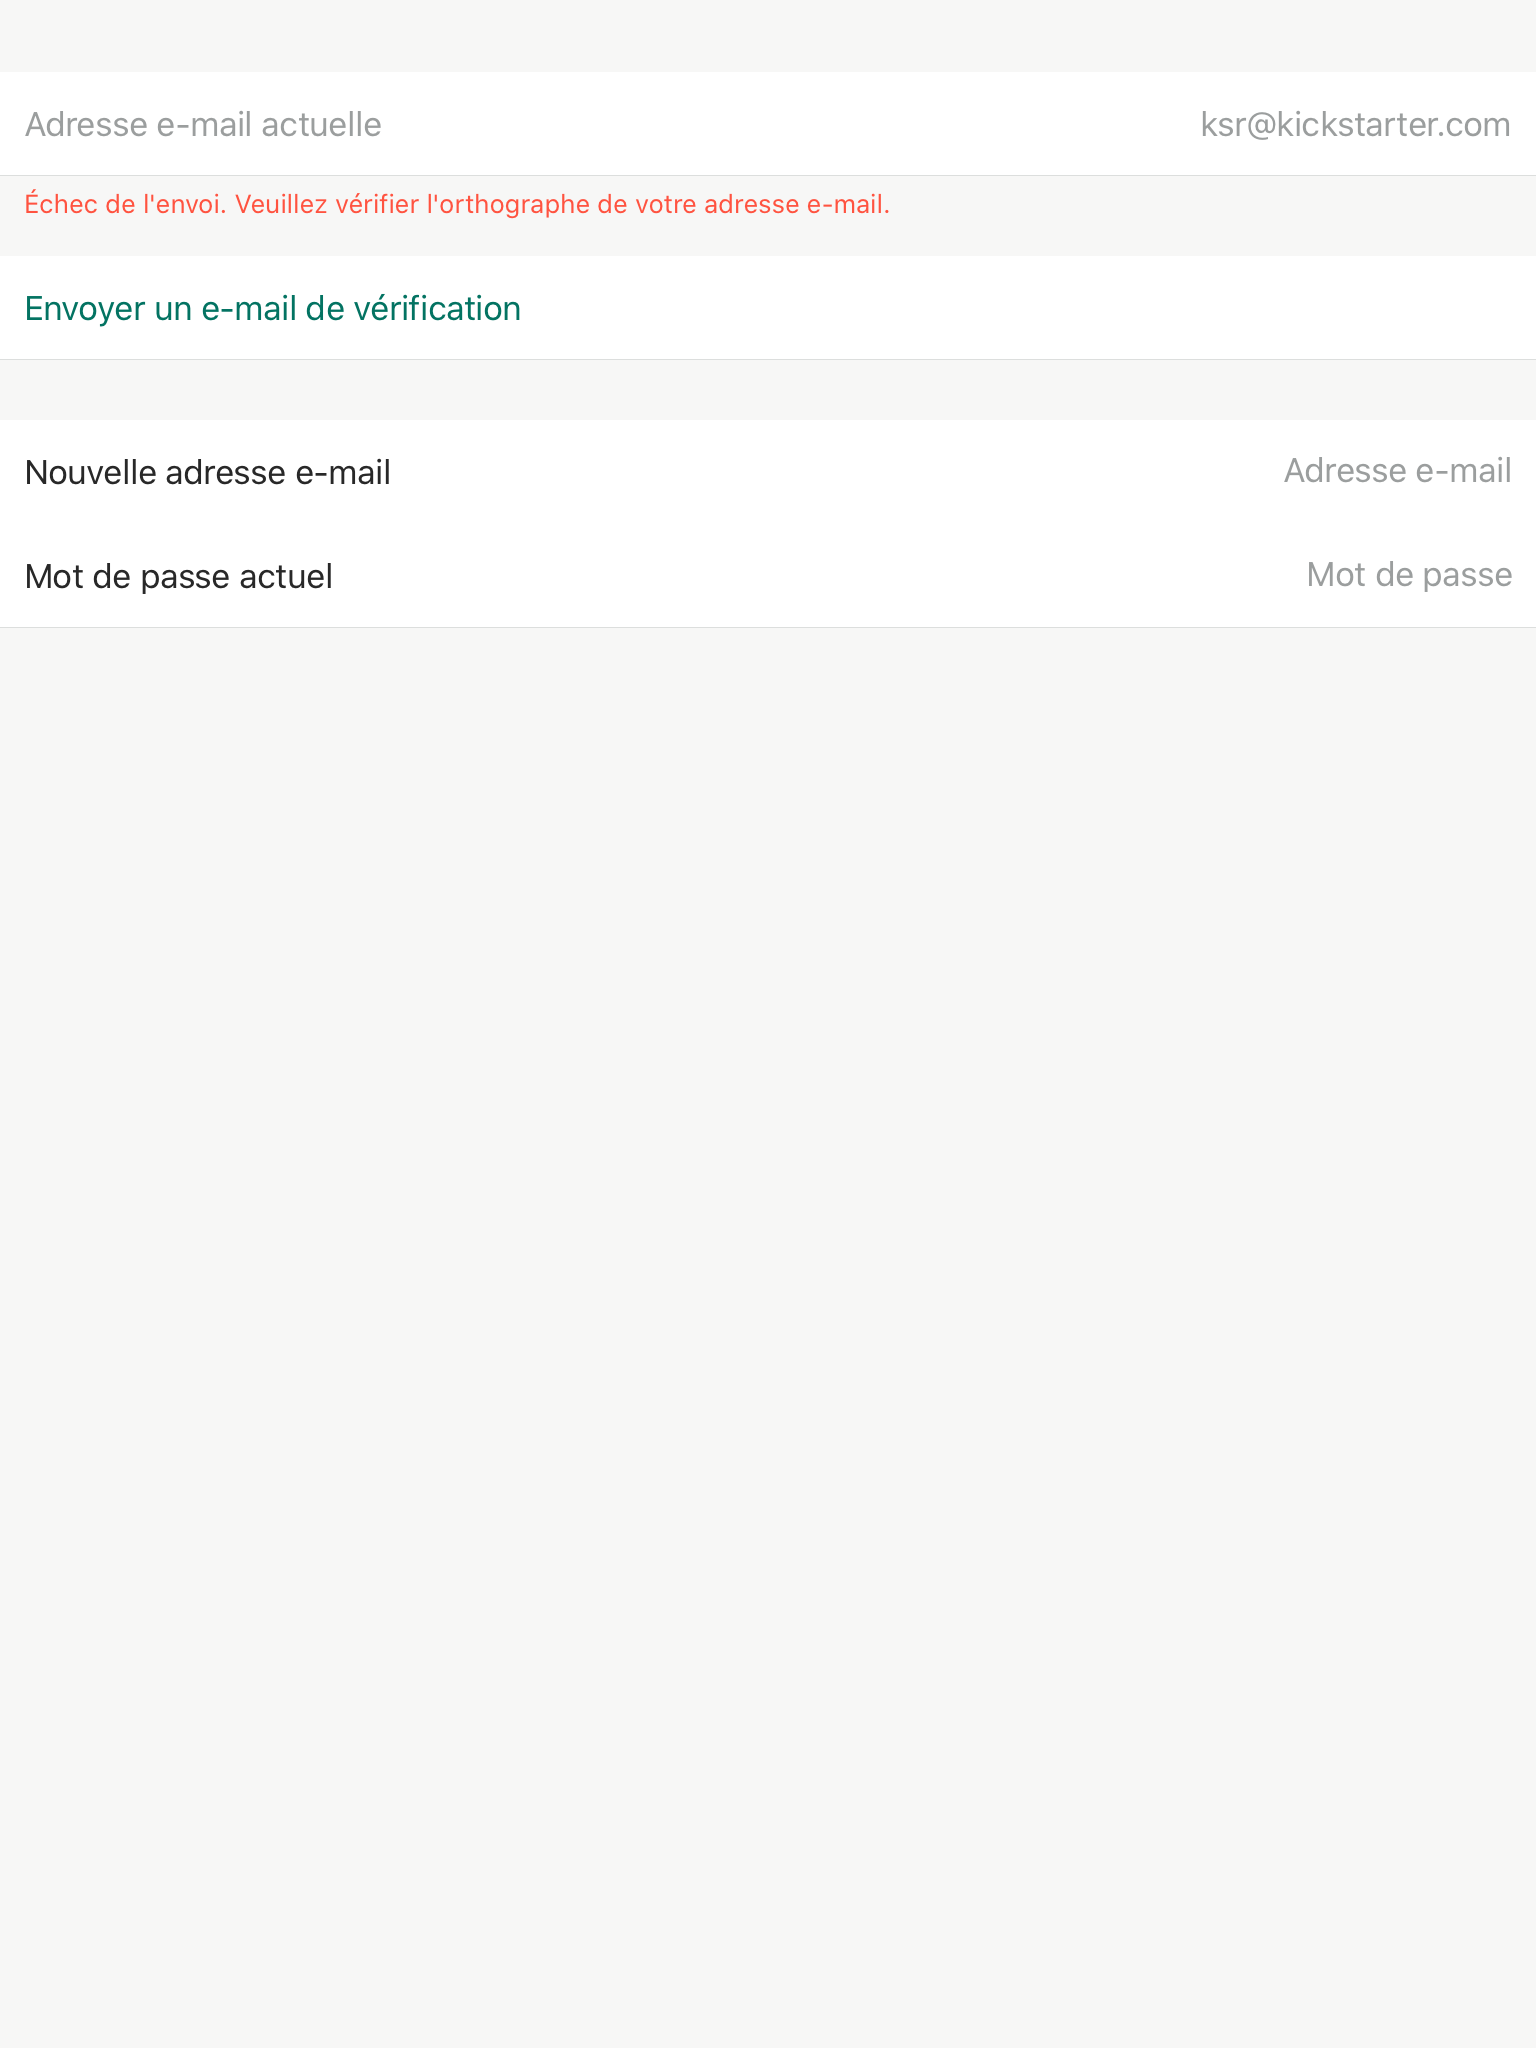 Adresse e-mail actuelle ksr@kickstarter.com
Échec de l'envoi. Veuillez vérifier l'orthographe de votre adresse e-mail.
Envoyer un e-mail de vérification
Nouvelle adresse e-mail Adresse e-mail
Mot de passe actuel Mot de passe